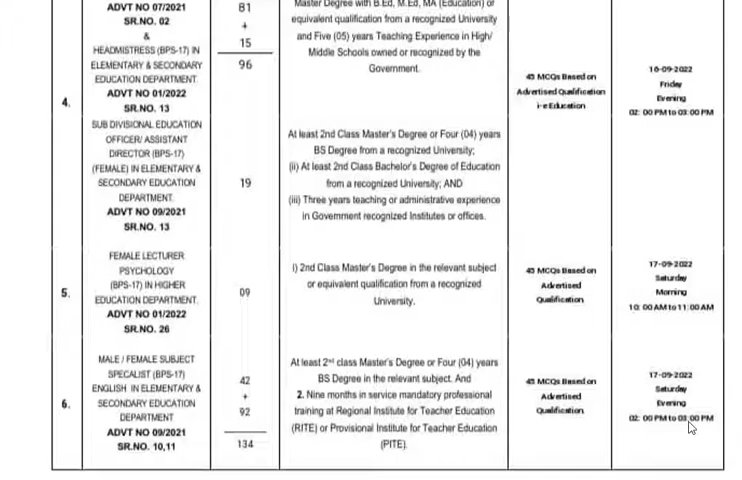 ADVT NO 07/2021
SR.NO. 02
&
HEADMISTRESS (BPS-17) IN
ELEMENTARY & SECONDARY
EDUCATION DEPARTMENT.
ADVT NO 01/2022
SR.NO. 13
81
+
15
96
Master Degree with B.Ed, M.Ed, MA (Education) or
equivalent qualification from a recognized University
and Five (05) years Teaching Experience in High/
Middle Schools owned or recognized by the
Government.
4.
SUB DIVISIONAL EDUCATION
OFFICER/ ASSISTANT
DIRECTOR (BPS-17)
(FEMALE) IN ELEMENTARY &
SECONDARY EDUCATION
DEPARTMENT.
ADVT NO 09/2021
SR.NO. 13
19
At least 2nd Class Master's Degree or Four (04) years
BS Degree from a recognized University;
(ii) At least 2nd Class Bachelor's Degree of Education
from a recognized University; AND
(iii) Three years teaching or administrative experience
in Government recognized Institutes or offices.
MCQs Based on
Advertised Qualification
i-e Education
16-09-2022
Friday
Evening
02: 00 PM to 03:00 PM
5.
FEMALE LECTURER
PSYCHOLOGY
(BPS-17) IN HIGHER
EDUCATION DEPARTMENT.
ADVT NO 01/2022
SR.NO. 26
09
i) 2nd Class Master's Degree in the relevant subject
or equivalent qualification from a recognized
University.
MCQs Based on
Advertised
Qualification
17-09-2022
Saturday
Morning
10: 00 AM to 11:00 AM
6.
MALE / FEMALE SUBJECT
SPECALIST (BPS-17)
ENGLISH IN ELEMENTARY &
SECONDARY EDUCATION
DEPARTMENT
ADVT NO 09/2021
SR.NO. 10,11
42
+
92
134
At least 2ⁿᵈ class Master's Degree or Four (04) years
BS Degree in the relevant subject. And
2. Nine months in service mandatory professional
training at Regional Institute for Teacher Education
(RITE) or Provisional Institute for Teacher Education
(PITE).
MCQs Based on
Advertised
Qualification
17-09-2022
Saturday
Evening
02: 00 PM to 03:00 PM